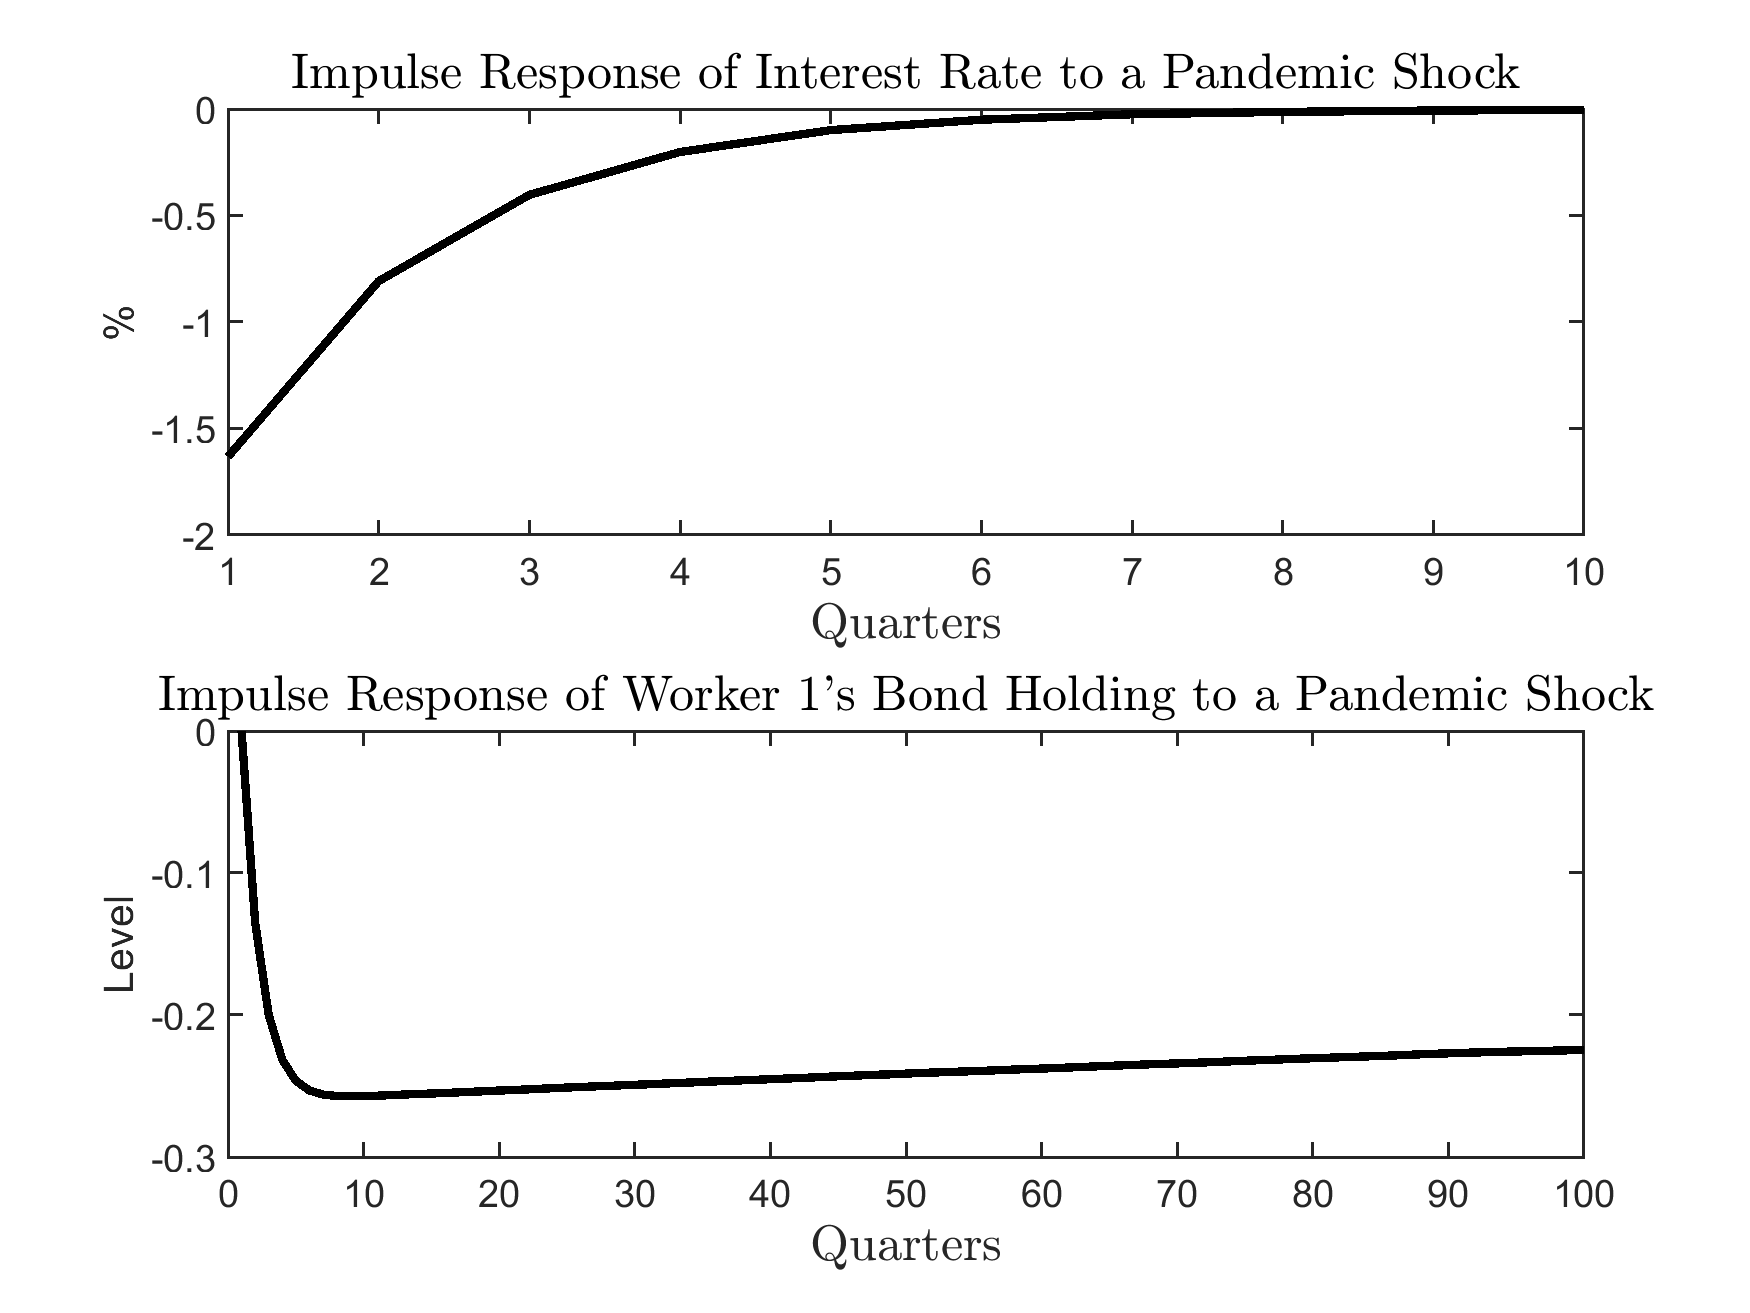 Impulse Response of Interest Rate to a Pandemic Shock
0
-0.5
-1
-1.5
-2
%
1 2 3 4 5 6 7 8 9 10
Quarters
Impulse Response of Worker 1's Bond Holding to a Pandemic Shock
0
-0.1
-0.2
-0.3
Level
0 10 20 30 40 50 60 70 80 90 100
Quarters